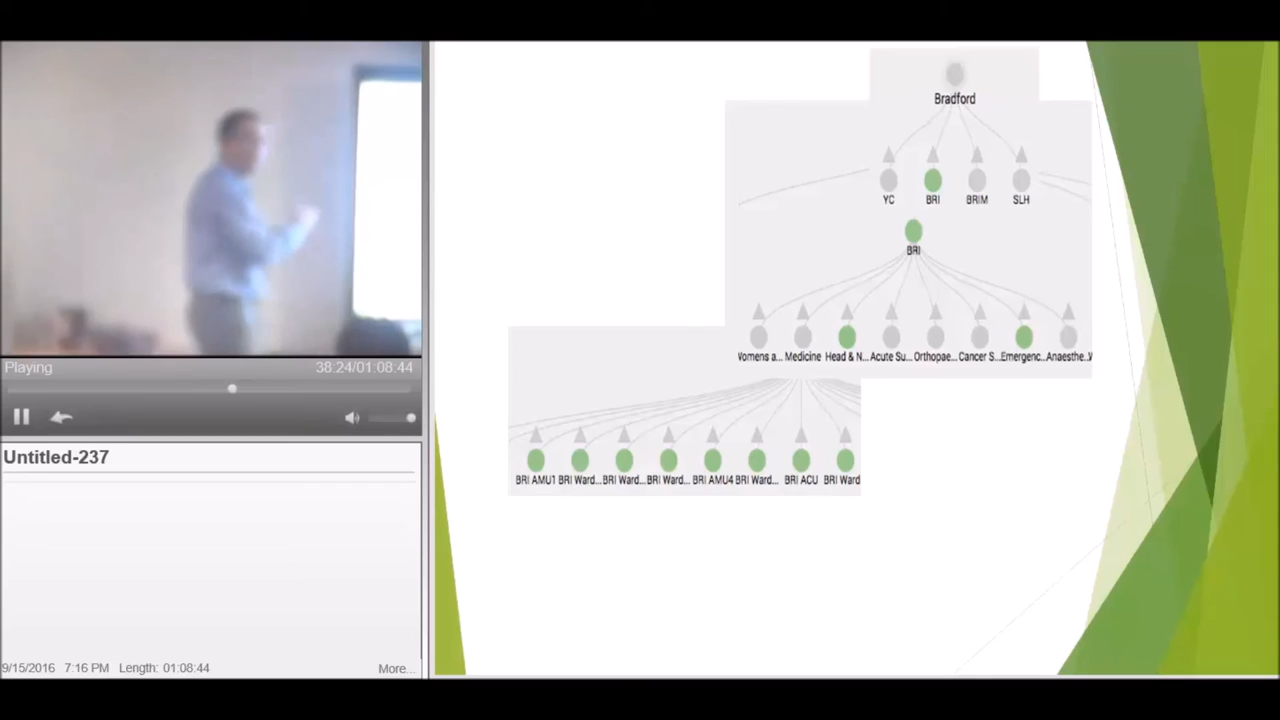 Playing 38:24/01:08:44
Untitled-237
9/15/2016 7:16 PM Length: 01:08:44 More...
Bradford
YC BRI BRIM SLH
BRI
Womens a... Medicine Head & N... Acute Su... Orthopae... Cancer S... Emergenc... Anaesthe...
BRI AMU1 BRI Ward... BRI Ward... BRI Ward... BRI AMU4 BRI Ward... BRI ACU BRI Ward